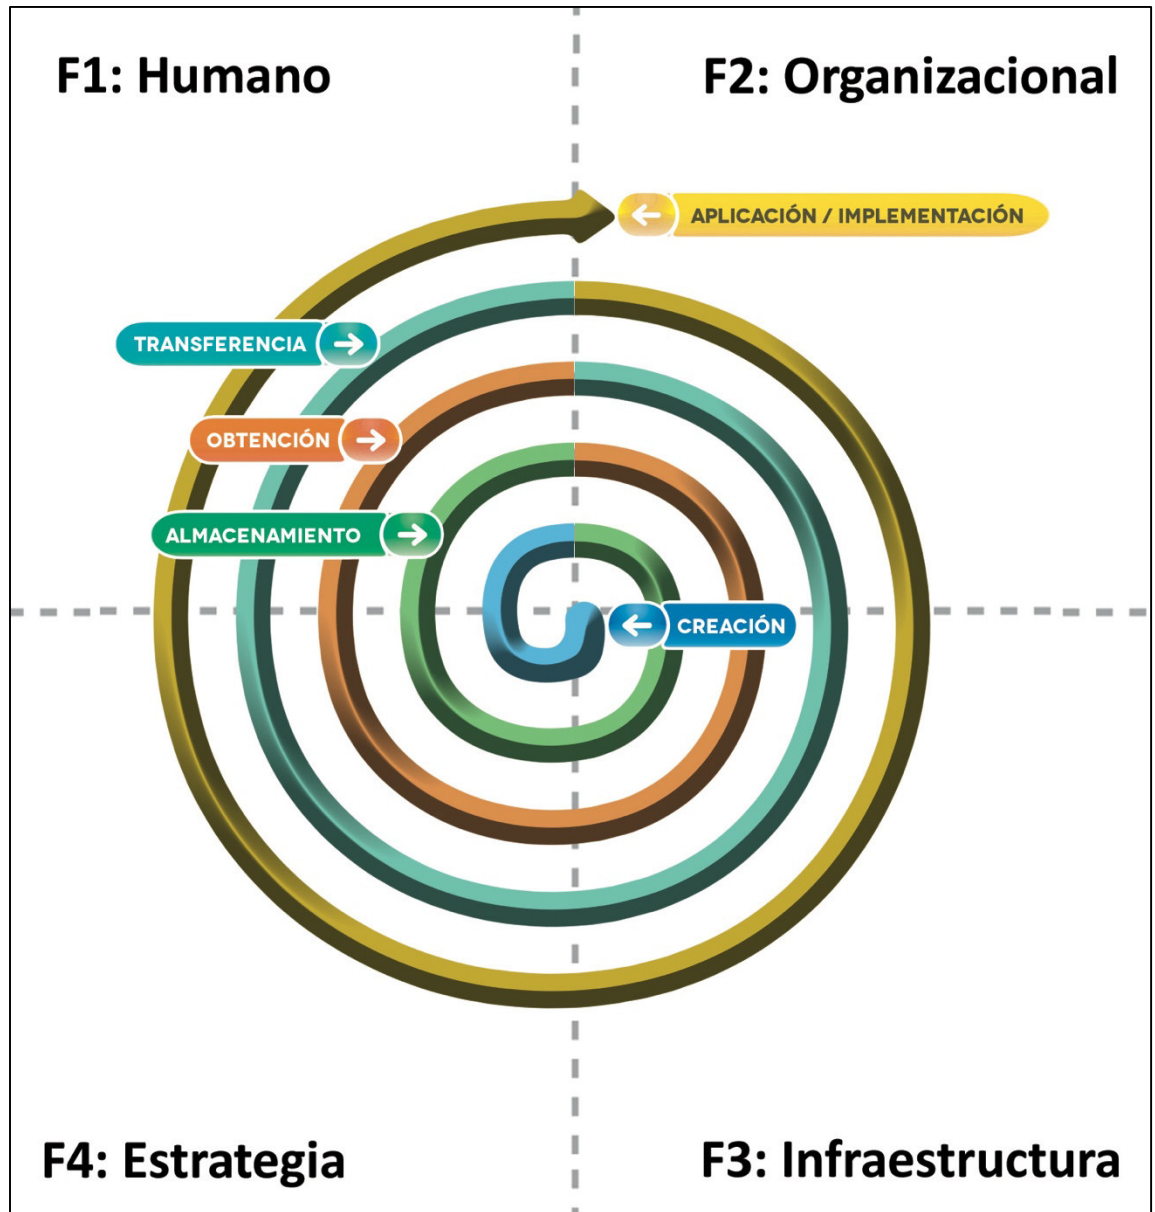 F1: Humano
F2: Organizacional
APLICACIÓN / IMPLEMENTACIÓN
TRANSFERENCIA
OBTENCIÓN
ALMACENAMIENTO
CREACIÓN
F4: Estrategia
F3: Infraestructura